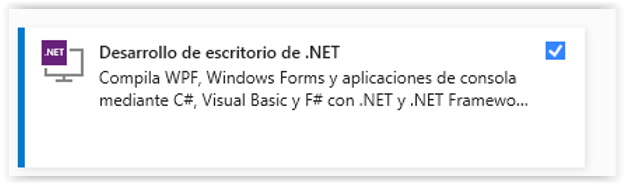 .NET
Desarrollo de escritorio de .NET
Compila WPF, Windows Forms y aplicaciones de consola
mediante C#, Visual Basic y F# con .NET y .NET Framewo...